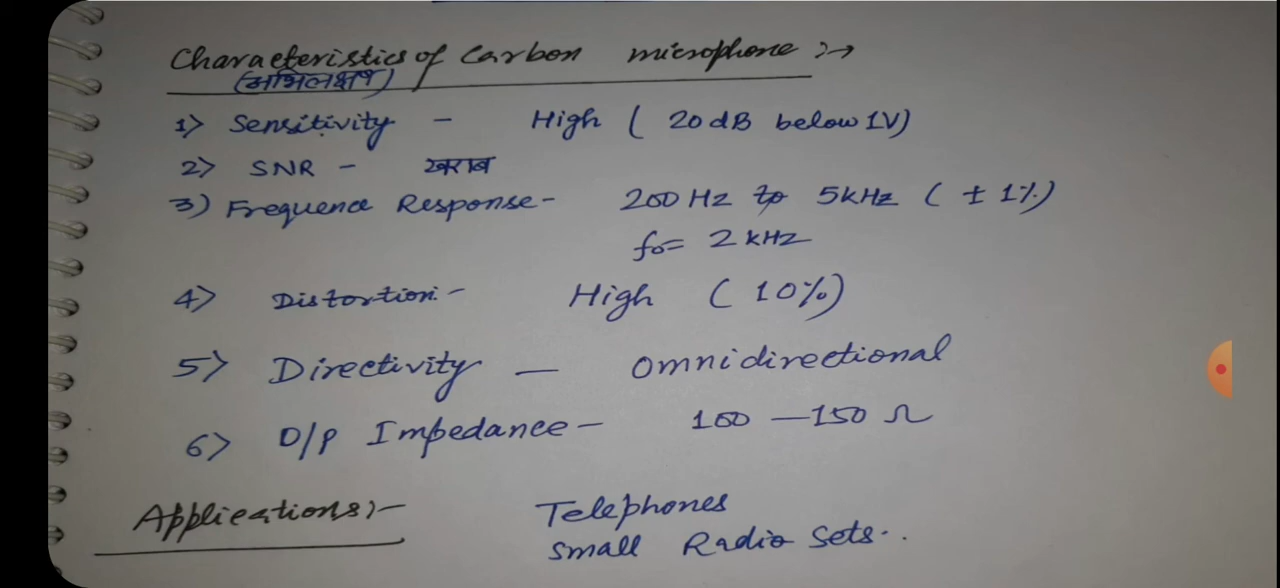 Characteristics of Carbon microphone :→
(अभिलक्षण)
1> Sensitivity - High ( 20 dB below 1V)
2> SNR - खराब
3) Frequence Response - 200 Hz to 5kHz ( ± 1%)
fo= 2 kHz
4> Distortion - High ( 10%)
5> Directivity — Omnidirectional
6> O/p Impedance - 100 — 150 Ω
Applications :- Telephones
Small Radio Sets..